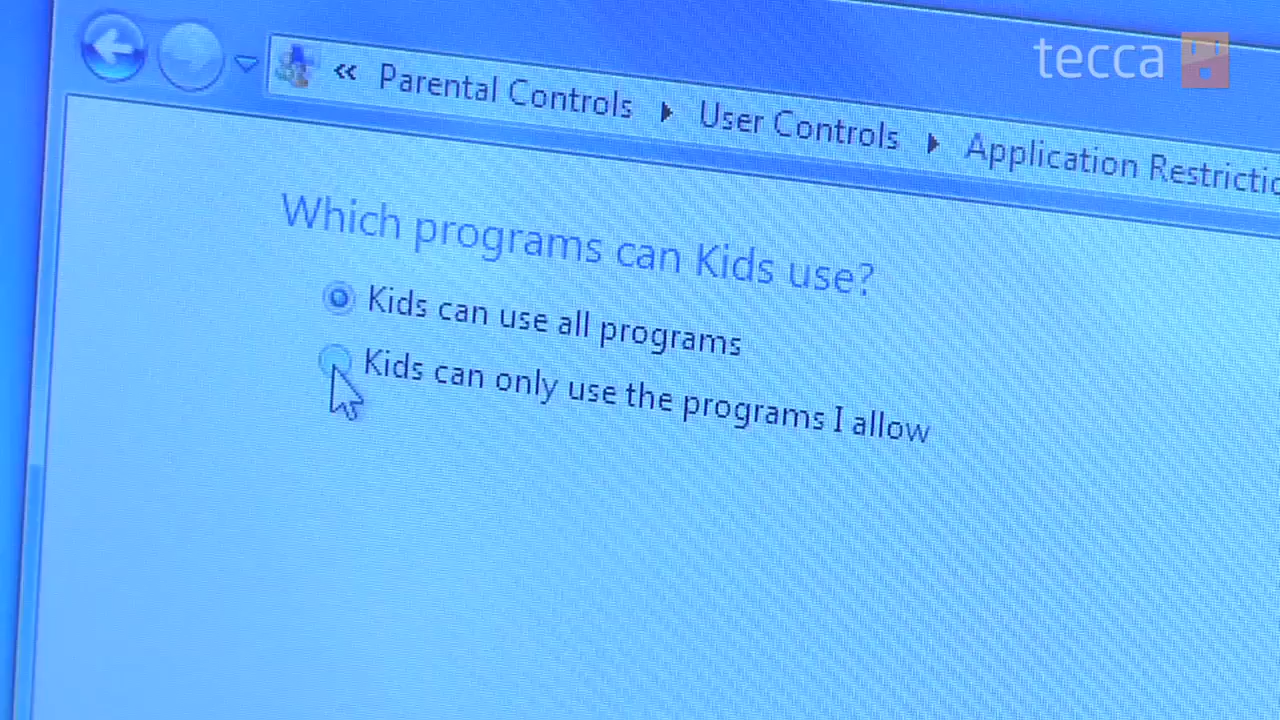 tecca
« Parental Controls ▸ User Controls ▸ Application
Which programs can Kids use?
Kids can use all programs
Kids can only use the programs I allow